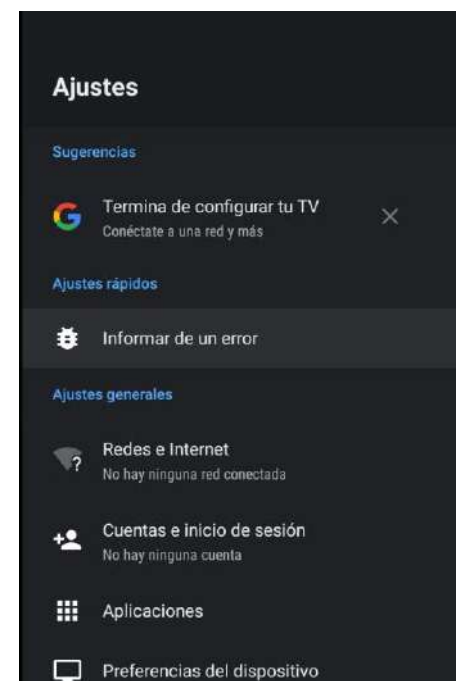 Ajustes
Sugerencias
Termina de configurar tu TV
Conéctate a una red y más
Ajustes rápidos
Informar de un error
Ajustes generales
Redes e Internet
No hay ninguna red conectada
Cuentas e inicio de sesión
No hay ninguna cuenta
Aplicaciones
Preferencias del dispositivo